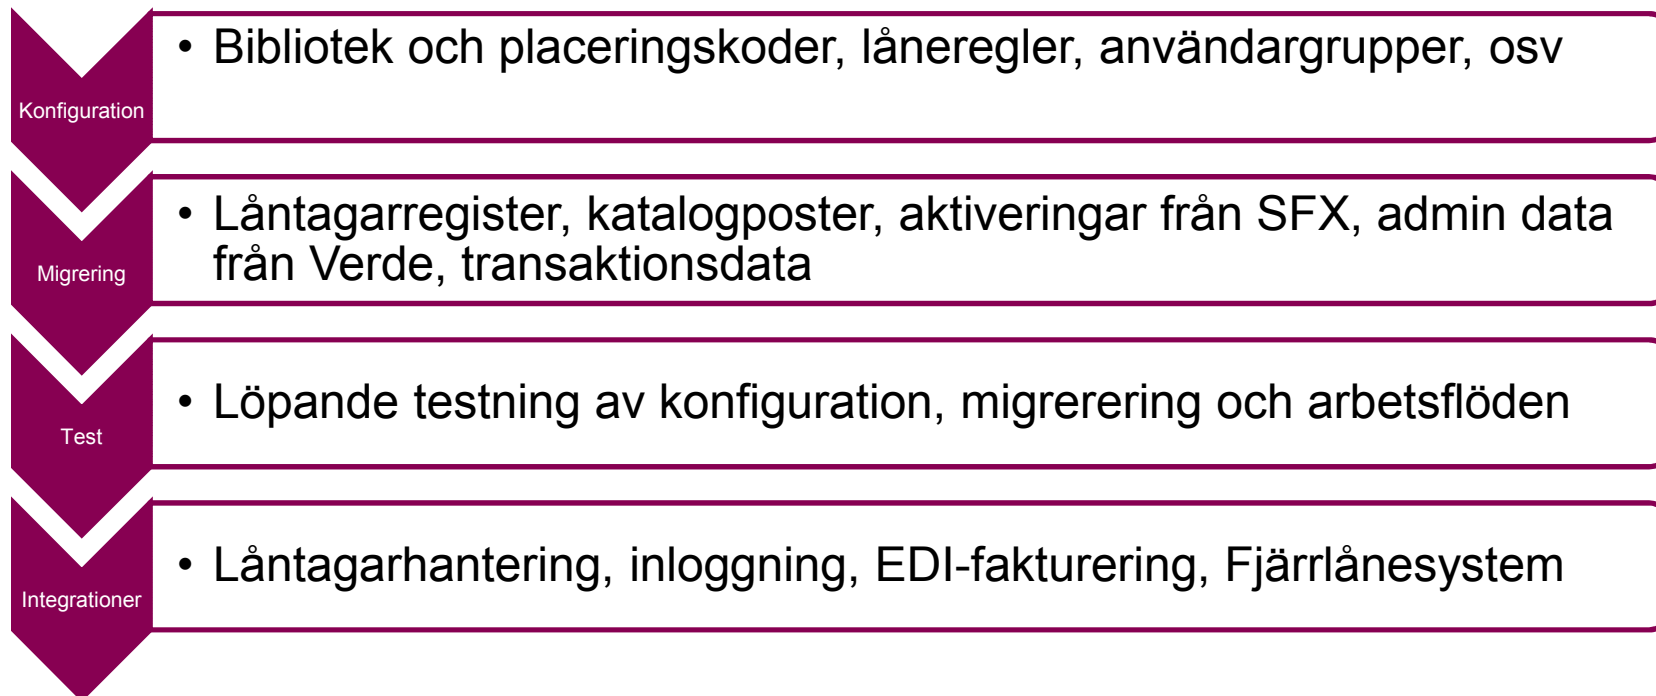 Konfiguration
• Bibliotek och placeringskoder, låneregler, användargrupper, osv
Migrering
• Låntagarregister, katalogposter, aktiveringar från SFX, admin data
från Verde, transaktionsdata
Test
• Löpande testning av konfiguration, migrerering och arbetsflöden
Integrationer
• Låntagarhantering, inloggning, EDI-fakturering, Fjärrlånesystem